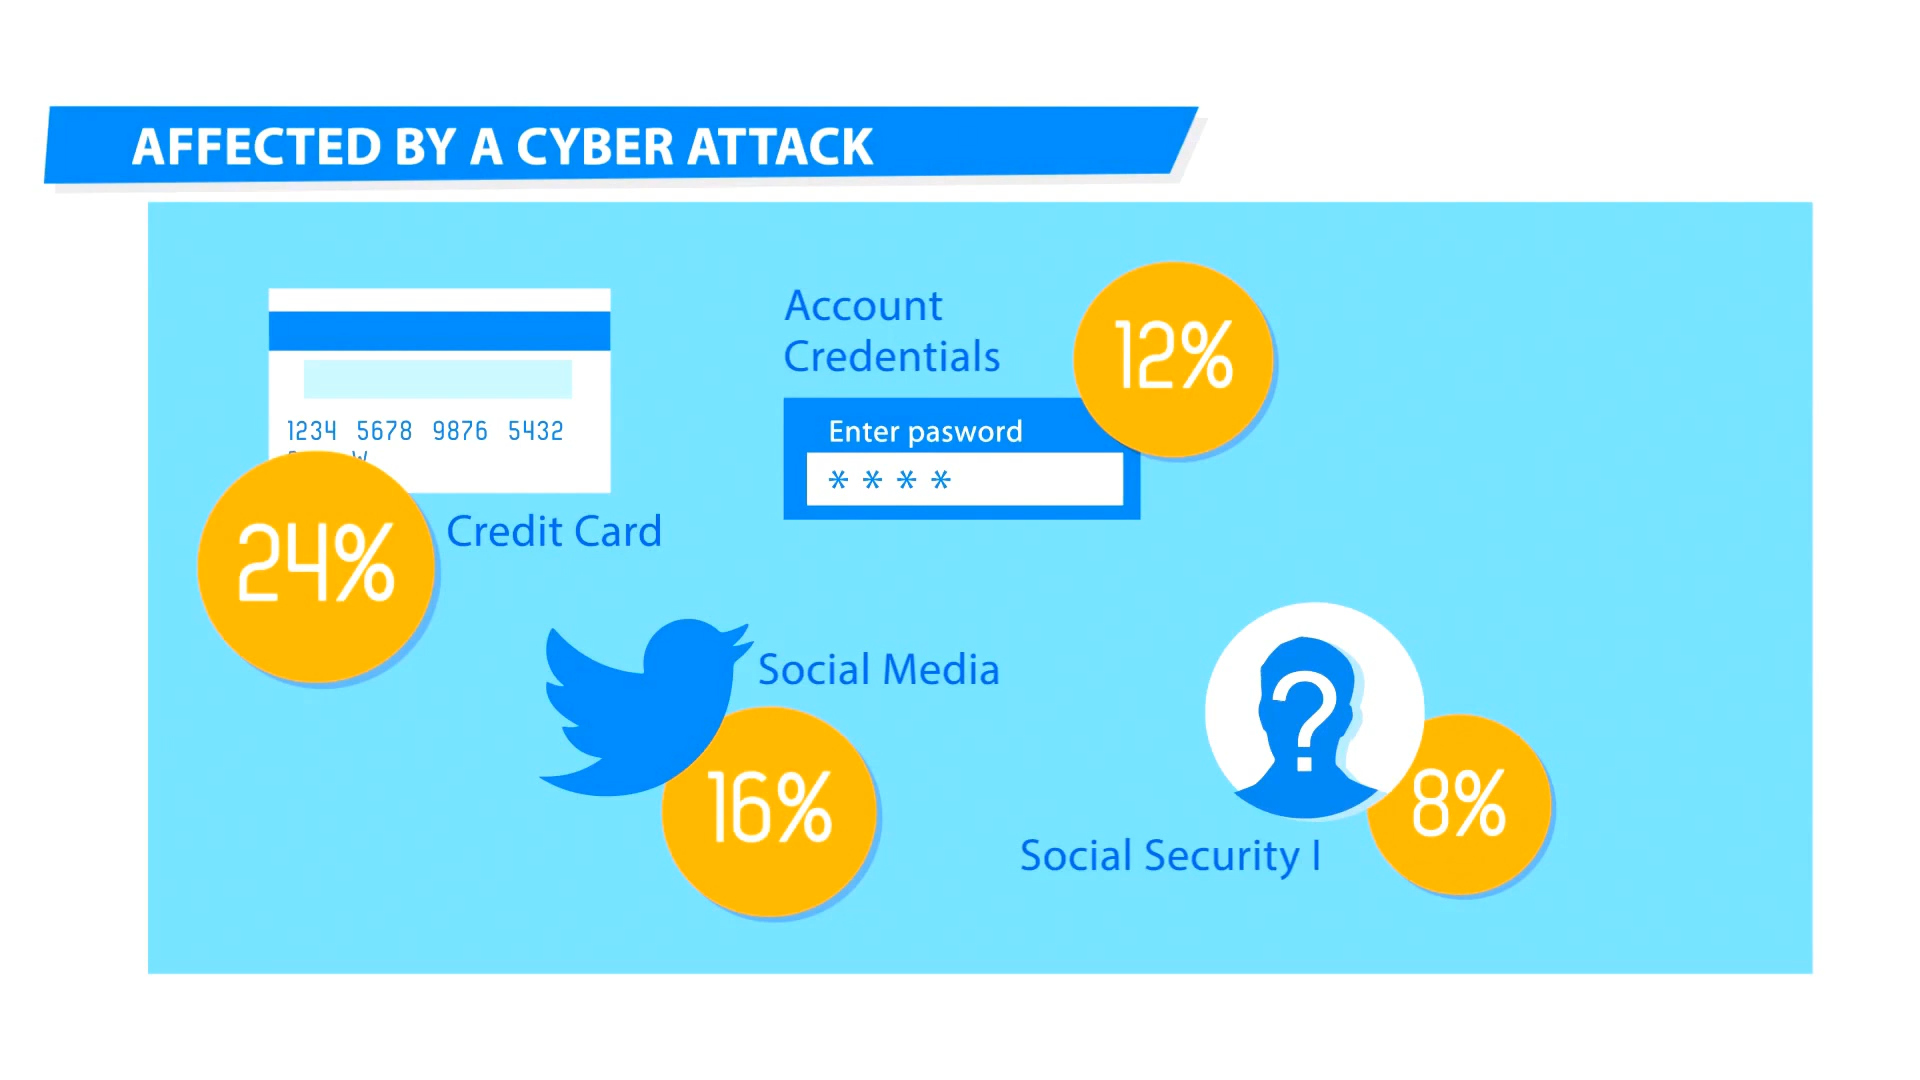 AFFECTED BY A CYBER ATTACK
1234 5678 9876 5432
24%
Credit Card
Account
Credentials
12%
Enter pasword
****
Social Media
16%
8%
Social Security I